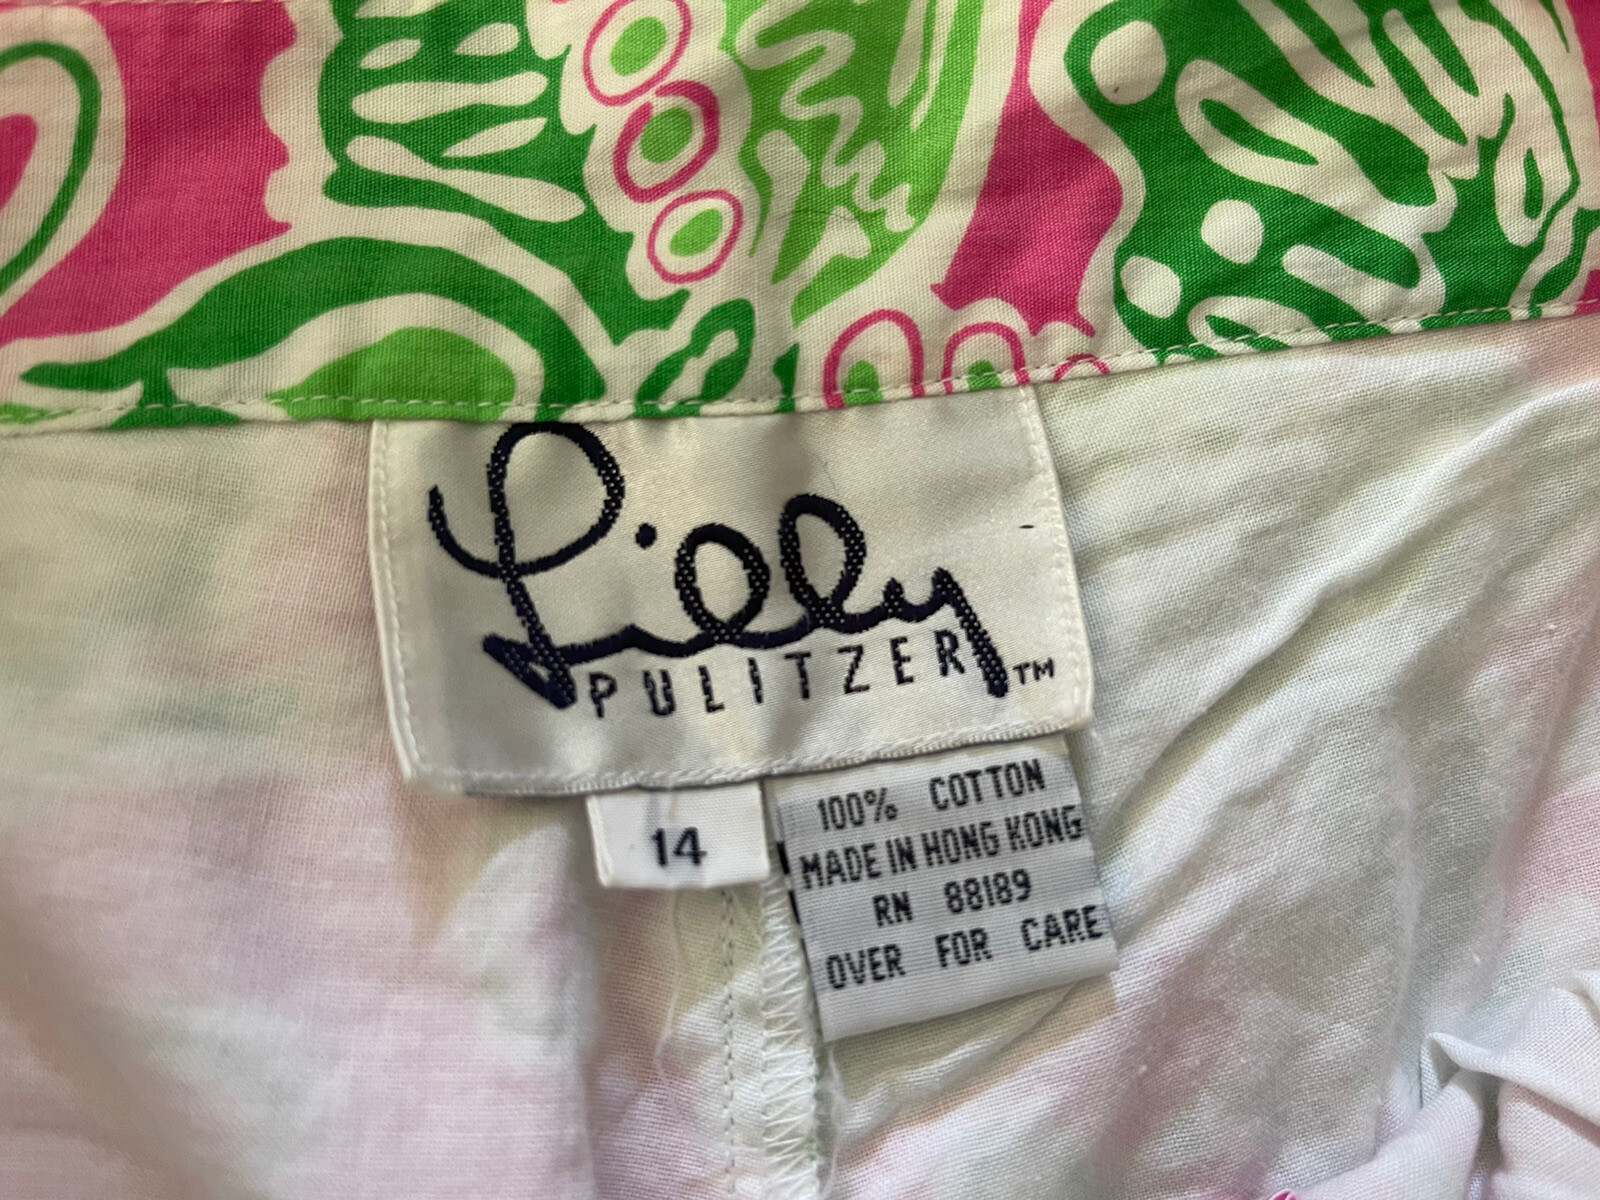 Lilly
PULITZER™
14
100% COTTON
MADE IN HONG KONG
RN 88189
OVER FOR CARE